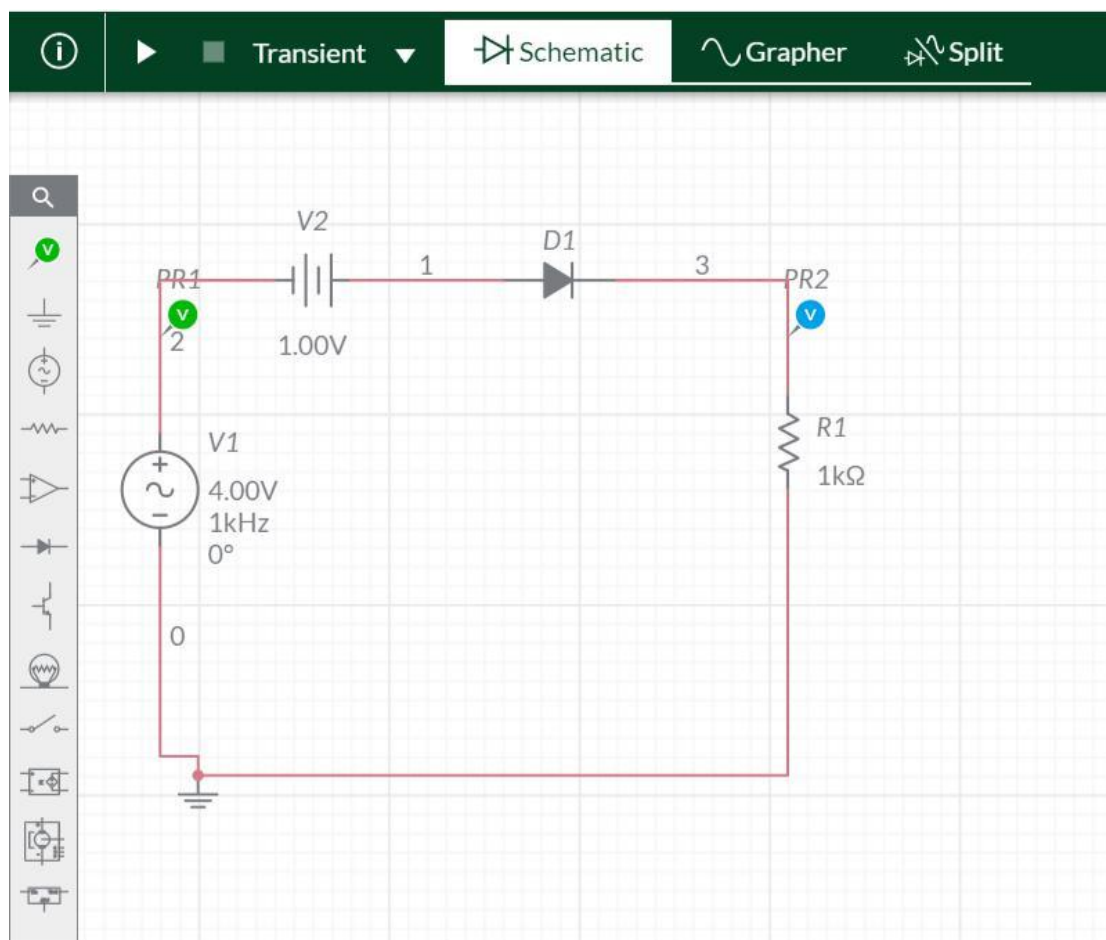 Transient Schematic Grapher Split
V2
D1
PR1 1 3 PR2
V V
2
1.00V
V1
4.00V
1kHz
0°
R1
1kΩ
0
V